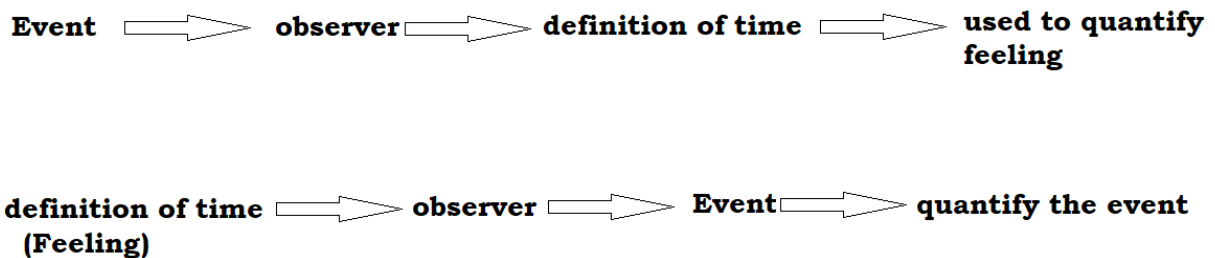 Event observer definition of time used to quantify
feeling
definition of time observer Event quantify the event
(Feeling)